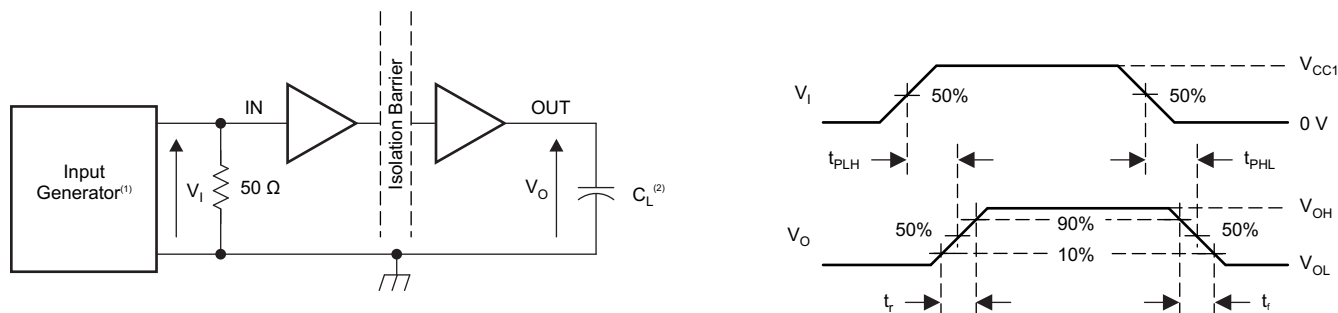 Input
Generator(1)
V_I
50 Ω
IN
Isolation Barrier
OUT
V_O
C_L(2)
V_I
50%
50%
V_CC1
0 V
t_PLH
t_PHL
V_O
50%
90%
10%
50%
V_OH
V_OL
t_r
t_f